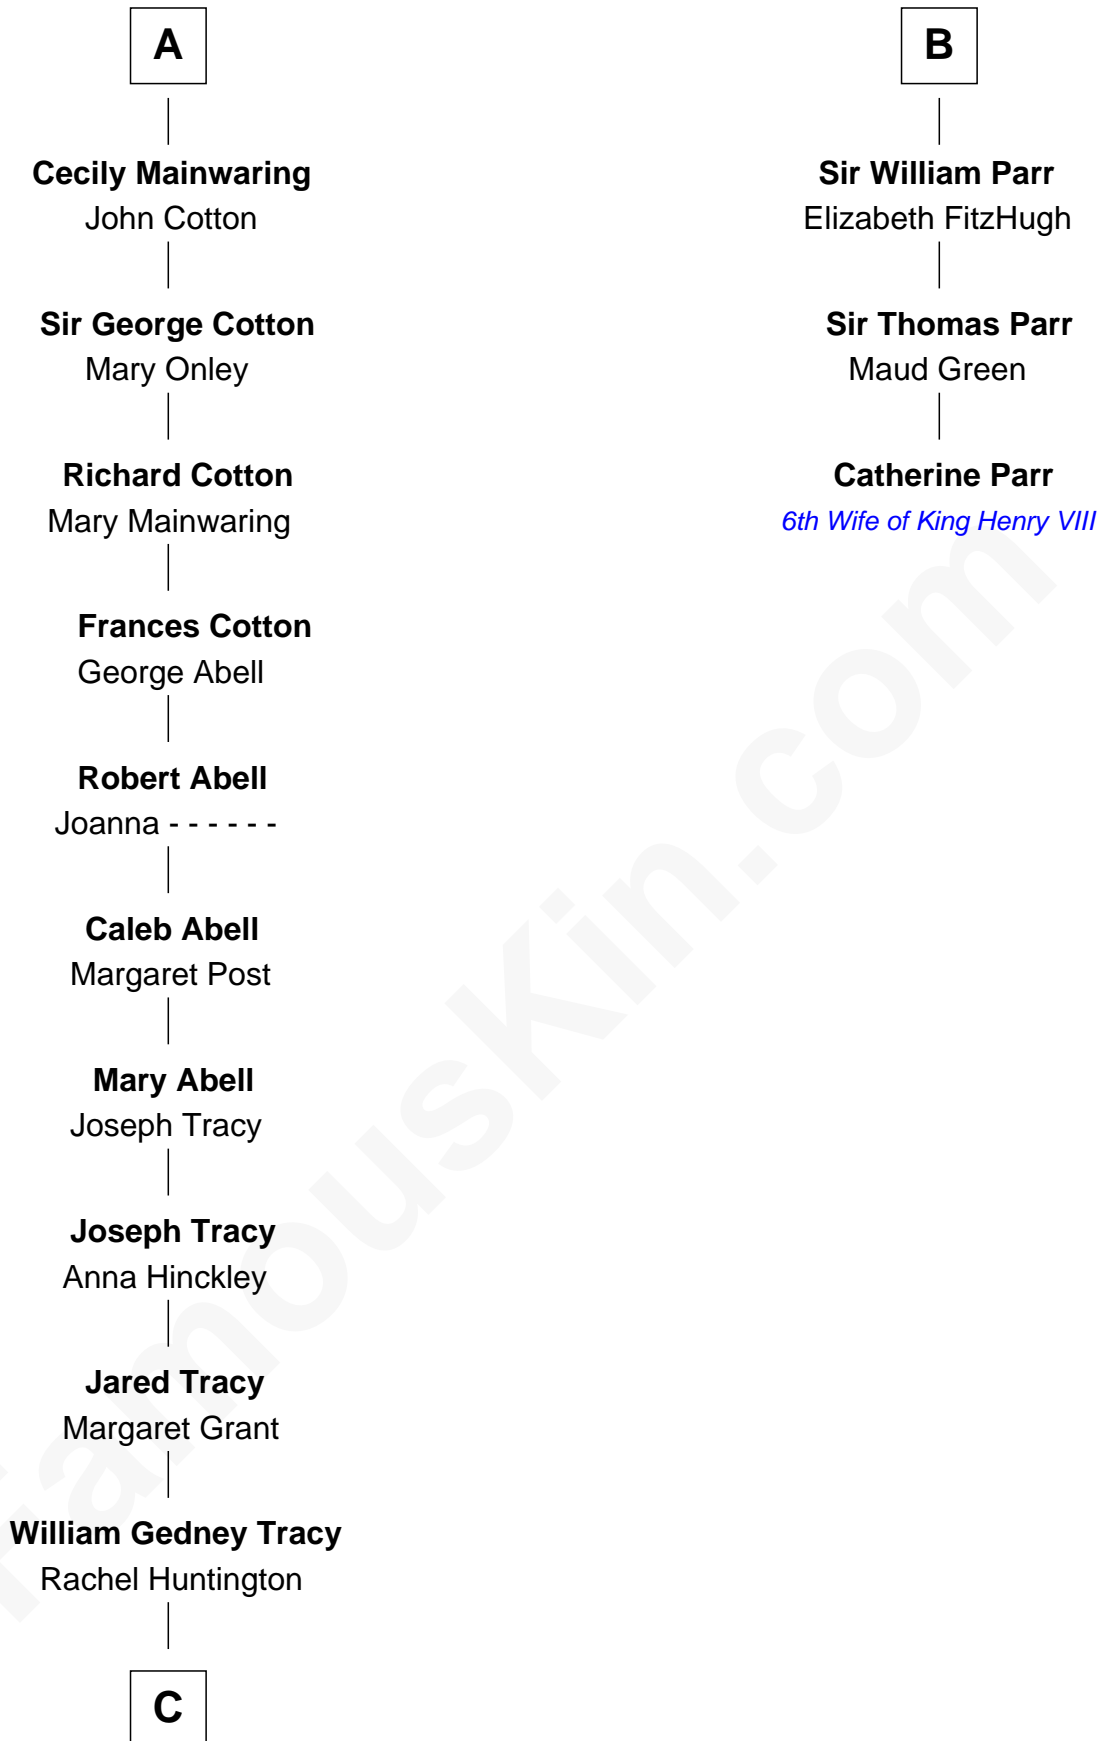 A
Cecily Mainwaring
John Cotton
Sir George Cotton
Mary Onley
Richard Cotton
Mary Mainwaring
Frances Cotton
George Abell
Robert Abell
Joanna - - - - - -
Caleb Abell
Margaret Post
Mary Abell
Joseph Tracy
Joseph Tracy
Anna Hinckley
Jared Tracy
Margaret Grant
William Gedney Tracy
Rachel Huntington
C
B
Sir William Parr
Elizabeth FitzHugh
Sir Thomas Parr
Maud Green
Catherine Parr
6th Wife of King Henry VIII
FamousKin.com